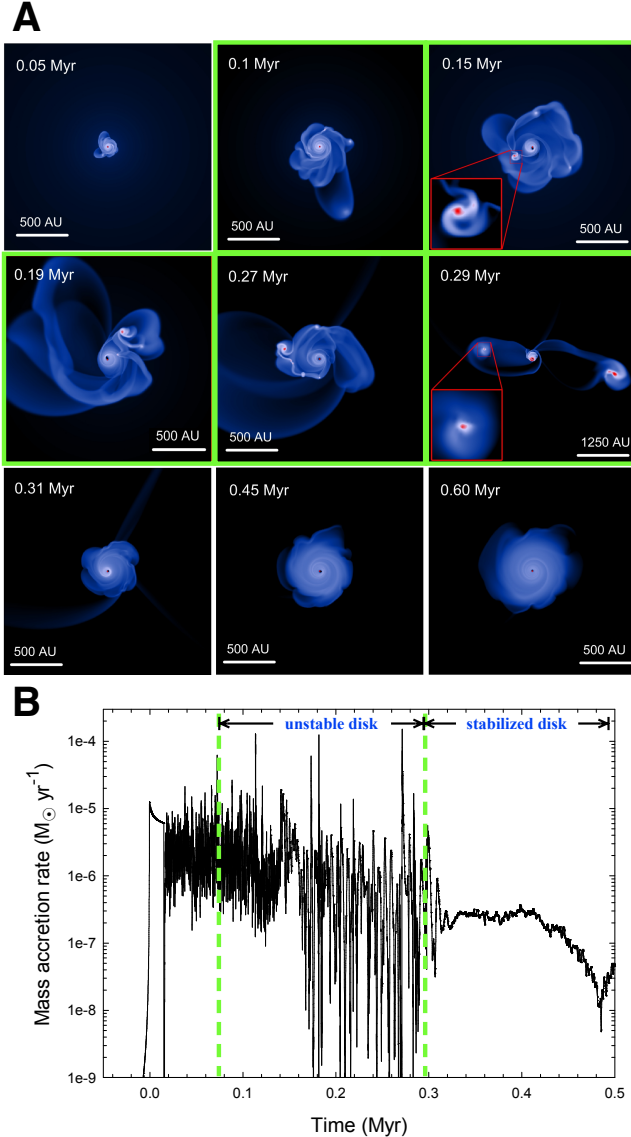 A
0.05 Myr
500 AU
0.1 Myr
500 AU
0.15 Myr
500 AU
0.19 Myr
500 AU
0.27 Myr
500 AU
0.29 Myr
1250 AU
0.31 Myr
500 AU
0.45 Myr
500 AU
0.60 Myr
500 AU
B
unstable disk
stabilized disk
Mass accretion rate (M☉ yr⁻¹)
1e-4
1e-5
1e-6
1e-7
1e-8
1e-9
0.0 0.1 0.2 0.3 0.4 0.5
Time (Myr)